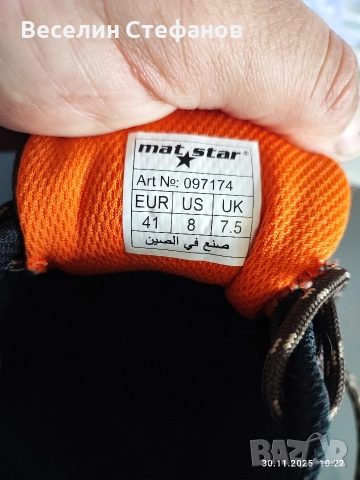 Веселин Стефанов
mat star
Art №: 097174
EUR US UK
41 8 7.5
صنع في الصين
BAZAR
30.11.2025 10:22